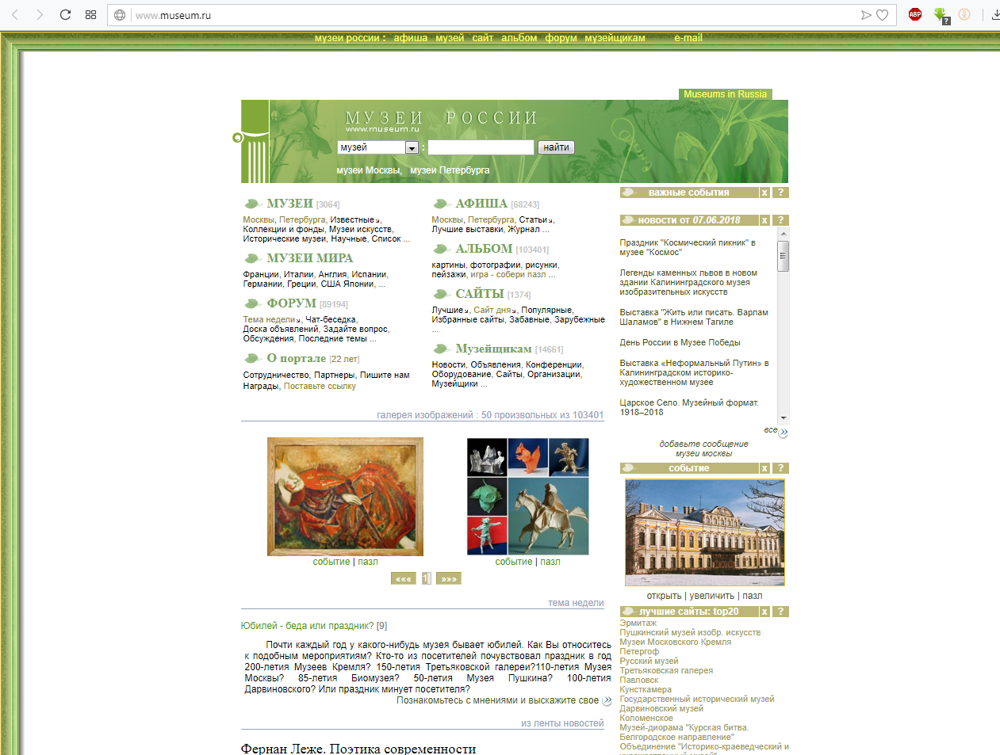 www.museum.ru
ABP
музеи россии : афиша музей сайт альбом форум музейщикам e-mail
Museums in Russia
МУЗЕИ РОССИИ
www.museum.ru
музей : найти
музеи Москвы, музеи Петербурга
МУЗЕИ [3064]
Москвы, Петербурга, Известные,
Коллекции и фонды, Музеи искусств,
Исторические музеи, Научные, Список ...
МУЗЕИ МИРА
Франции, Италии, Англия, Испании,
Германии, Греции, США Японии, ...
ФОРУМ [89194]
Тема недели, Чат-беседка,
Доска объявлений, Задайте вопрос,
Обсуждения, Последние темы ...
О портале [22 лет]
Сотрудничество, Партнеры, Пишите нам
Награды, Поставьте ссылку
АФИША [68243]
Москвы, Петербурга, Статьи,
Лучшие выставки, Журнал ...
АЛЬБОМ [103401]
картины, фотографии, рисунки,
пейзажи, игра - собери пазл ...
САЙТЫ [1374]
Лучшие, Сайт дня, Популярные,
Избранные сайты, Забавные, Зарубежные
...
Музейщикам [14661]
Новости, Объявления, Конференции,
Оборудование, Сайты, Организации,
Музейщики ...
важные события x ?
новости от 07.06.2018 x ?
Праздник "Космический пикник" в
музее "Космос"
Легенды каменных львов в новом
здании Калининградского музея
изобразительных искусств
Выставка "Жить или писать. Варлам
Шаламов" в Нижнем Тагиле
День России в Музее Победы
Выставка «Неформальный Путин» в
Калининградском историко-
художественном музее
Царское Село. Музейный формат.
1918–2018
все
добавьте сообщение
музеи москвы
событие x ?
открыть | увеличить | пазл
лучшие сайты: top20 x ?
Эрмитаж
Пушкинский музей изобр. искусств
Музеи Московского Кремля
Петергоф
Русский музей
Третьяковская галерея
Павловск
Кунсткамера
Государственный исторический музей
Дарвиновский музей
Коломенское
Музей-диорама "Курская битва.
Белгородское направление"
Объединение "Историко-краеведческий и
художественный музей"
галерея изображений : 50 произвольных из 103401
событие | пазл
событие | пазл
««« 1 »»»
тема недели
Юбилей - беда или праздник? [9]
Почти каждый год у какого-нибудь музея бывает юбилей. Как Вы относитесь
к подобным мероприятиям? Кто-то из посетителей почувствовал праздник в год
200-летия Музеев Кремля? 150-летия Третьяковской галереи?110-летия Музея
Москвы? 85-летия Биомузея? 50-летия Музея Пушкина? 100-летия
Дарвиновского? Или праздник минует посетителя?
Познакомьтесь с мнениями и выскажите свое
из ленты новостей
Фернан Леже. Поэтика современности